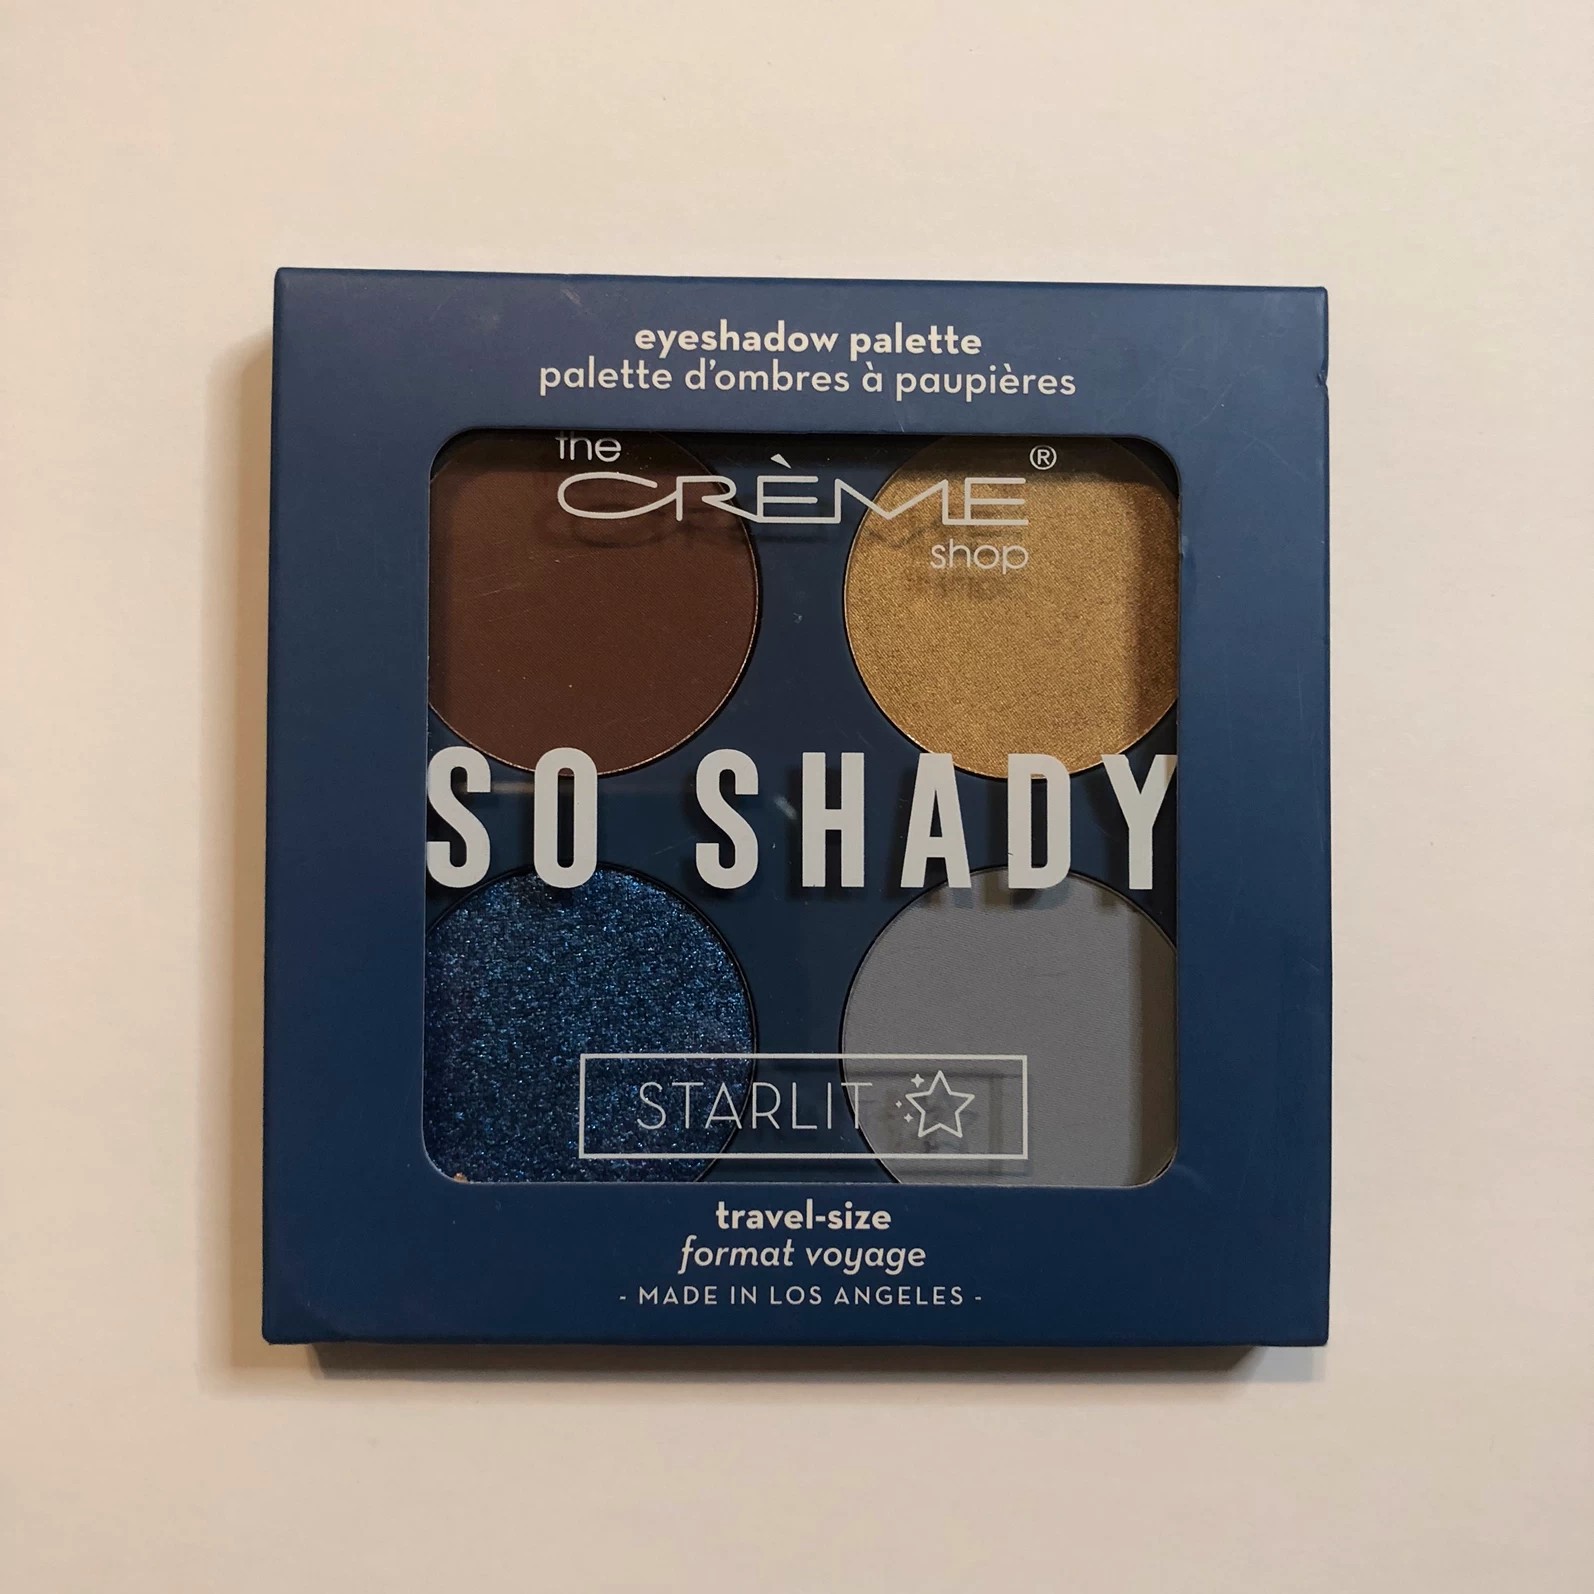 eyeshadow palette
palette d'ombres à paupières
the
CRÈME®
shop
SO SHADY
STARLIT
travel-size
format voyage
- MADE IN LOS ANGELES -